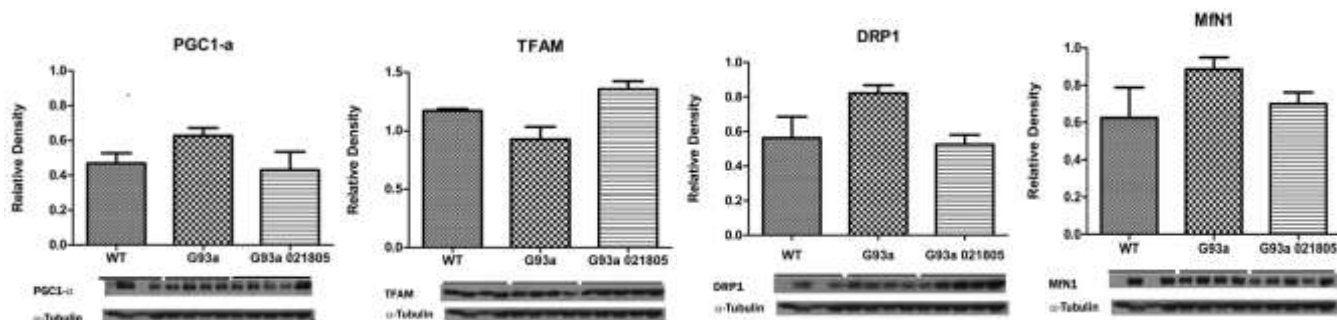 PGC1-a
Relative Density
1.0
0.8
0.6
0.4
0.2
0.0
WT
G93a
G93a 021805
PGC1-α
α-Tubulin
TFAM
Relative Density
1.5
1.0
0.5
0.0
WT
G93a
G93a 021805
TFAM
α-Tubulin
DRP1
Relative Density
1.0
0.8
0.6
0.4
0.2
0.0
WT
G93a
G93a 021805
DRP1
α-Tubulin
MfN1
Relative Density
1.0
0.8
0.6
0.4
0.2
0.0
WT
G93a
G93a 021805
MfN1
α-Tubulin